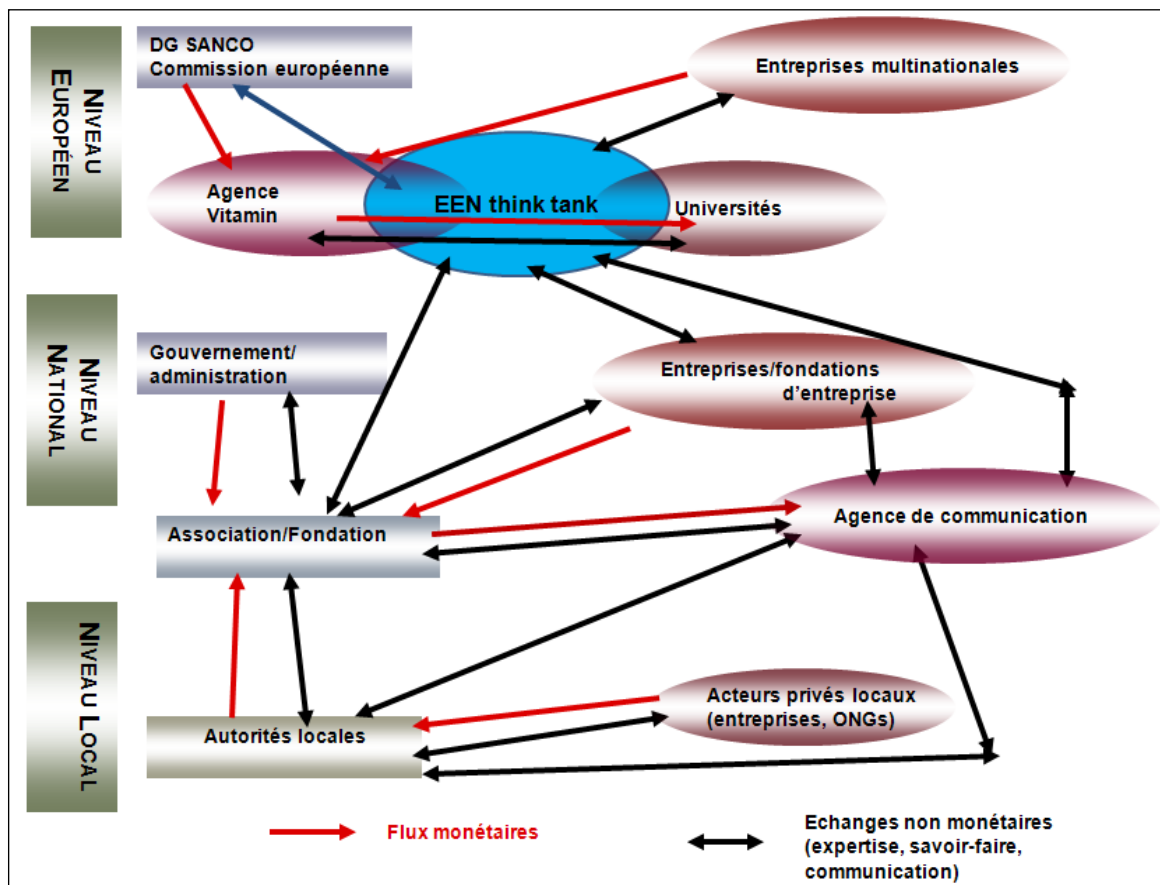 NIVEAU
EUROPÉEN
DG SANCO
Commission européenne
Entreprises multinationales
Agence
Vitamin
EEN think tank
Universités
NIVEAU
NATIONAL
Gouvernement/
administration
Entreprises/fondations
d’entreprise
Association/Fondation
Agence de communication
NIVEAU LOCAL
Acteurs privés locaux
(entreprises, ONGs)
Autorités locales
Flux monétaires
Echanges non monétaires
(expertise, savoir-faire,
communication)